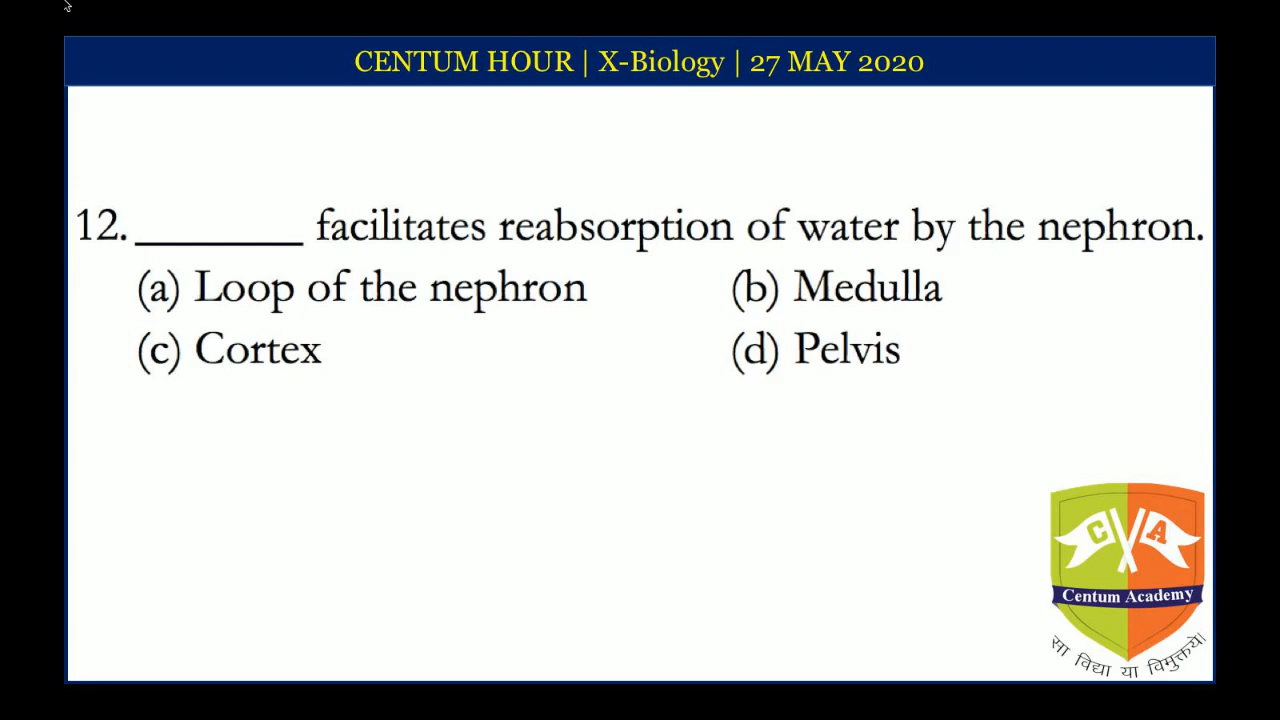 CENTUM HOUR | X-Biology | 27 MAY 2020
12.________ facilitates reabsorption of water by the nephron.
(a) Loop of the nephron (b) Medulla
(c) Cortex (d) Pelvis
C A
Centum Academy
सा विद्या या विमुक्तये।